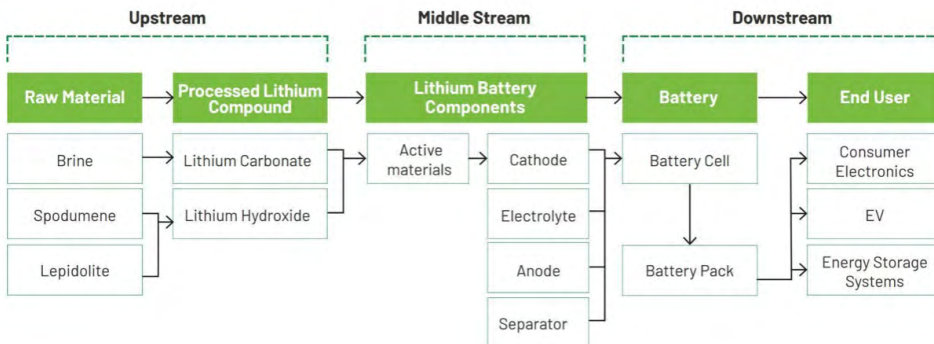 Upstream
Middle Stream
Downstream
Raw Material
Processed Lithium
Compound
Lithium Battery
Components
Battery
End User
Brine
Lithium Carbonate
Active
materials
Cathode
Battery Cell
Consumer
Electronics
Spodumene
Lithium Hydroxide
Electrolyte
EV
Lepidolite
Anode
Battery Pack
Energy Storage
Systems
Separator